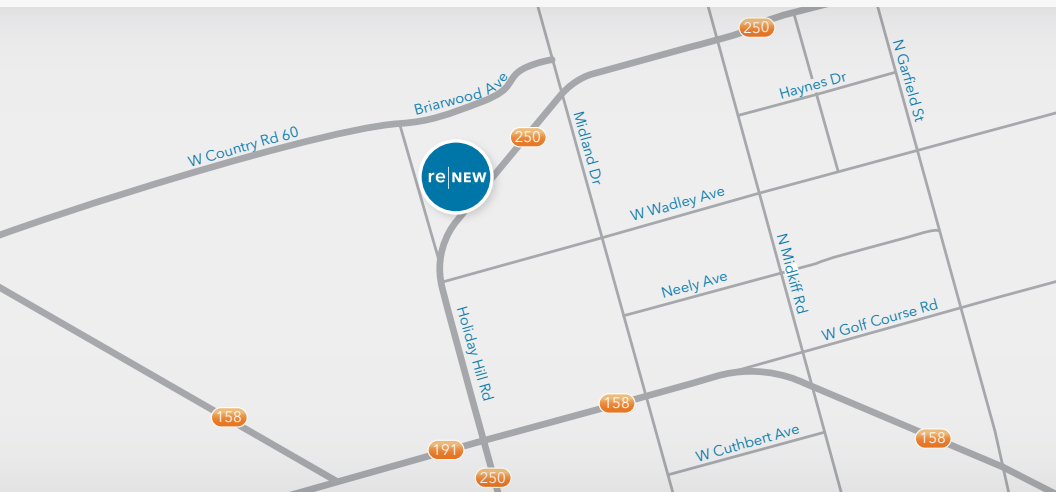 250
N Garfield St
Haynes Dr
Briarwood Ave
W Country Rd 60
250
Midland Dr
re|NEW
W Wadley Ave
N Midkiff Rd
Neely Ave
Holiday Hill Rd
W Golf Course Rd
158
158
191
158
W Cuthbert Ave
250